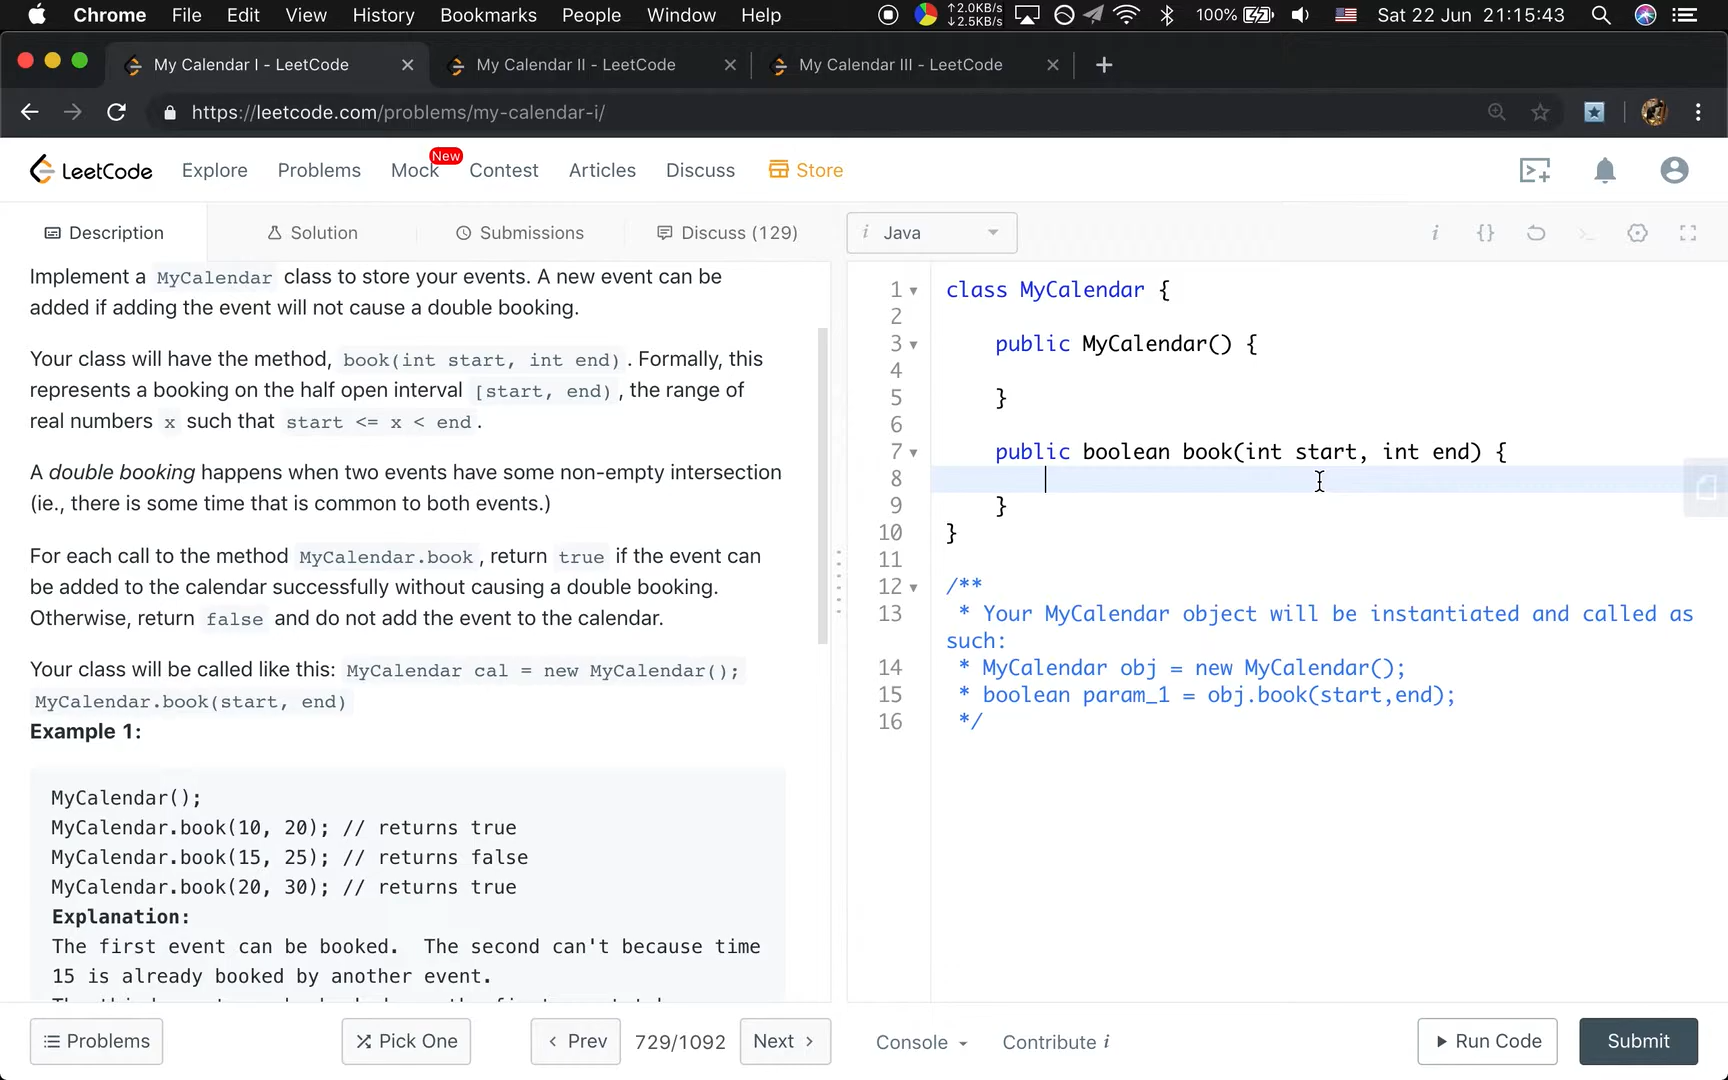 Chrome File Edit View History Bookmarks People Window Help
2.0KB/s
2.5KB/s
100%
Sat 22 Jun 21:15:43
My Calendar I - LeetCode
My Calendar II - LeetCode
My Calendar III - LeetCode
https://leetcode.com/problems/my-calendar-i/
LeetCode Explore Problems Mock New Contest Articles Discuss Store
Description Solution Submissions Discuss (129)
Implement a MyCalendar class to store your events. A new event can be
added if adding the event will not cause a double booking.
Your class will have the method, book(int start, int end). Formally, this
represents a booking on the half open interval [start, end), the range of
real numbers x such that start <= x < end.
A double booking happens when two events have some non-empty intersection
(ie., there is some time that is common to both events.)
For each call to the method MyCalendar.book, return true if the event can
be added to the calendar successfully without causing a double booking.
Otherwise, return false and do not add the event to the calendar.
Your class will be called like this: MyCalendar cal = new MyCalendar();
MyCalendar.book(start, end)
Example 1:
MyCalendar();
MyCalendar.book(10, 20); // returns true
MyCalendar.book(15, 25); // returns false
MyCalendar.book(20, 30); // returns true
Explanation:
The first event can be booked. The second can't because time
15 is already booked by another event.
i Java
i {}
1 class MyCalendar {
2
3 public MyCalendar() {
4
5 }
6
7 public boolean book(int start, int end) {
8
9 }
10 }
11
12 /**
13 * Your MyCalendar object will be instantiated and called as
such:
14 * MyCalendar obj = new MyCalendar();
15 * boolean param_1 = obj.book(start,end);
16 */
Problems Pick One Prev 729/1092 Next
Console Contribute i Run Code Submit